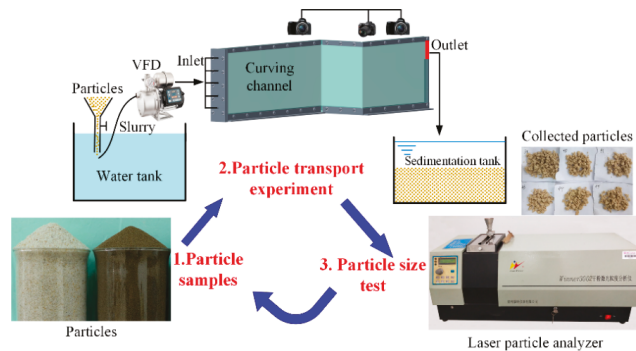 VFD
Inlet
Outlet
Curving
channel
Particles
Slurry
Water tank
Sedimentation tank
Collected particles
2.Particle transport
experiment
1.Particle
samples
3. Particle size
test
Particles
Laser particle analyzer